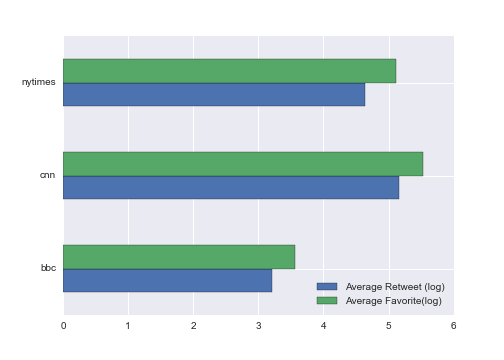 nytimes
cnn
bbc
Average Retweet (log)
Average Favorite(log)
0 1 2 3 4 5 6